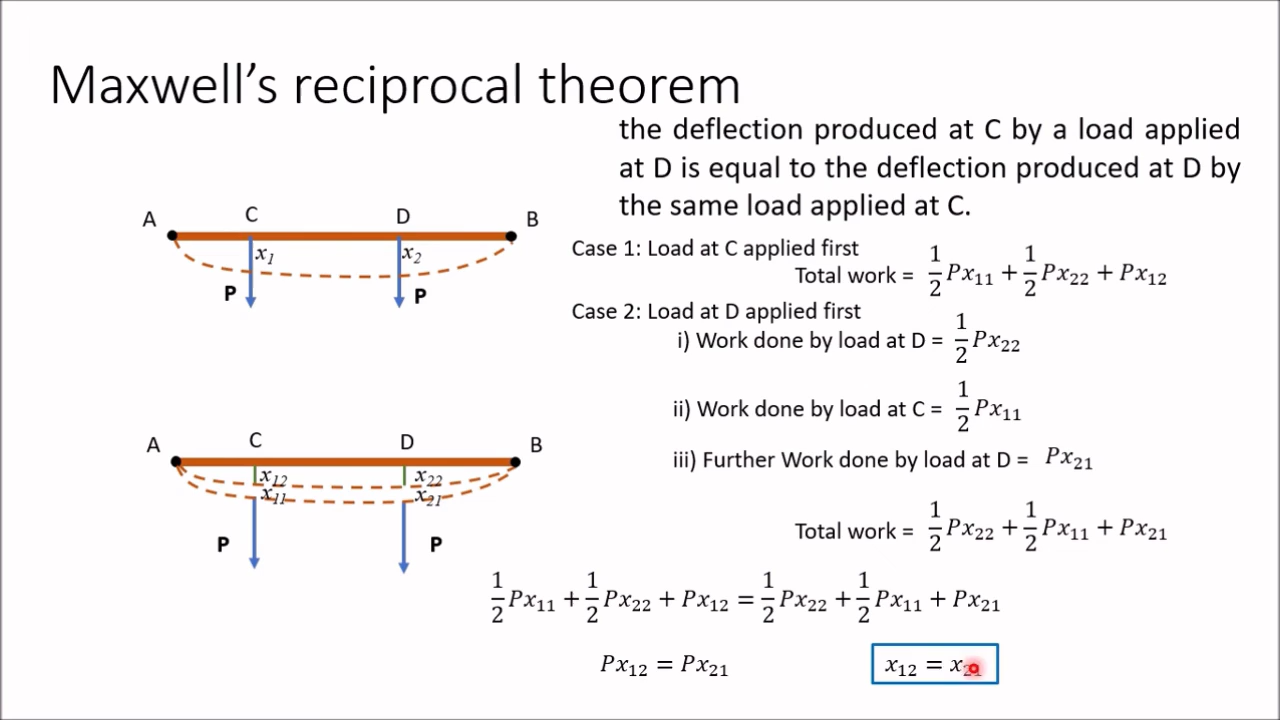 Maxwell's reciprocal theorem
the deflection produced at C by a load applied
at D is equal to the deflection produced at D by
the same load applied at C.
A C D B
x₁ x₂
P P
Case 1: Load at C applied first
Total work = 1/2 Px₁₁ + 1/2 Px₂₂ + Px₁₂
Case 2: Load at D applied first
i) Work done by load at D = 1/2 Px₂₂
ii) Work done by load at C = 1/2 Px₁₁
iii) Further Work done by load at D = Px₂₁
A C D B
x₁₂ x₂₂
x₁₁ x₂₁
P P
Total work = 1/2 Px₂₂ + 1/2 Px₁₁ + Px₂₁
1/2 Px₁₁ + 1/2 Px₂₂ + Px₁₂ = 1/2 Px₂₂ + 1/2 Px₁₁ + Px₂₁
Px₁₂ = Px₂₁
x₁₂ = x₂₁